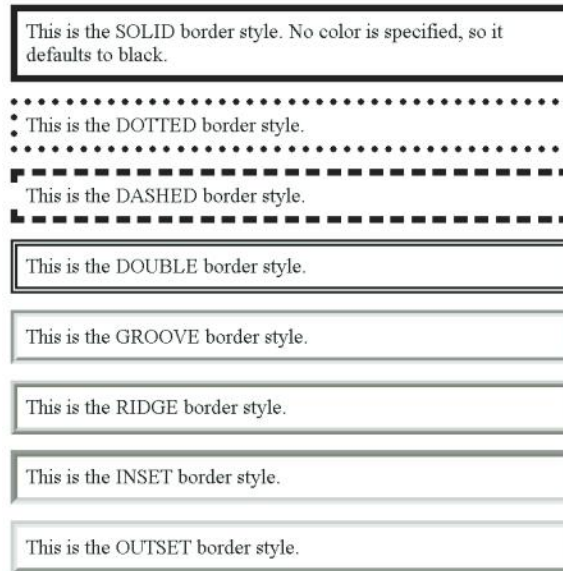 This is the SOLID border style. No color is specified, so it
defaults to black.
This is the DOTTED border style.
This is the DASHED border style.
This is the DOUBLE border style.
This is the GROOVE border style.
This is the RIDGE border style.
This is the INSET border style.
This is the OUTSET border style.